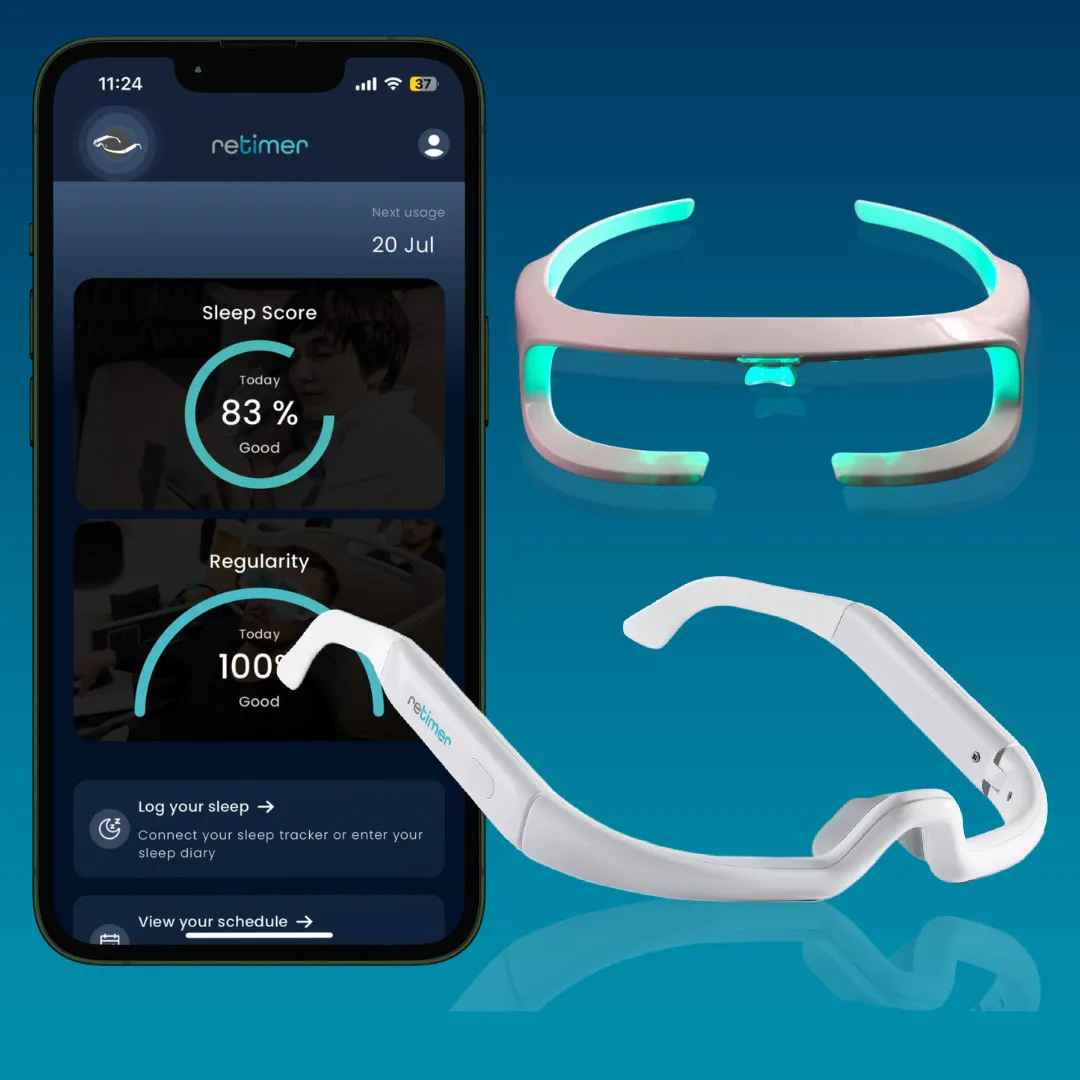 11:24
37
retimer
Next usage
20 Jul
Sleep Score
Today
83 %
Good
Regularity
Today
100%
Good
retimer
Log your sleep →
Connect your sleep tracker or enter your
sleep diary
View your schedule →